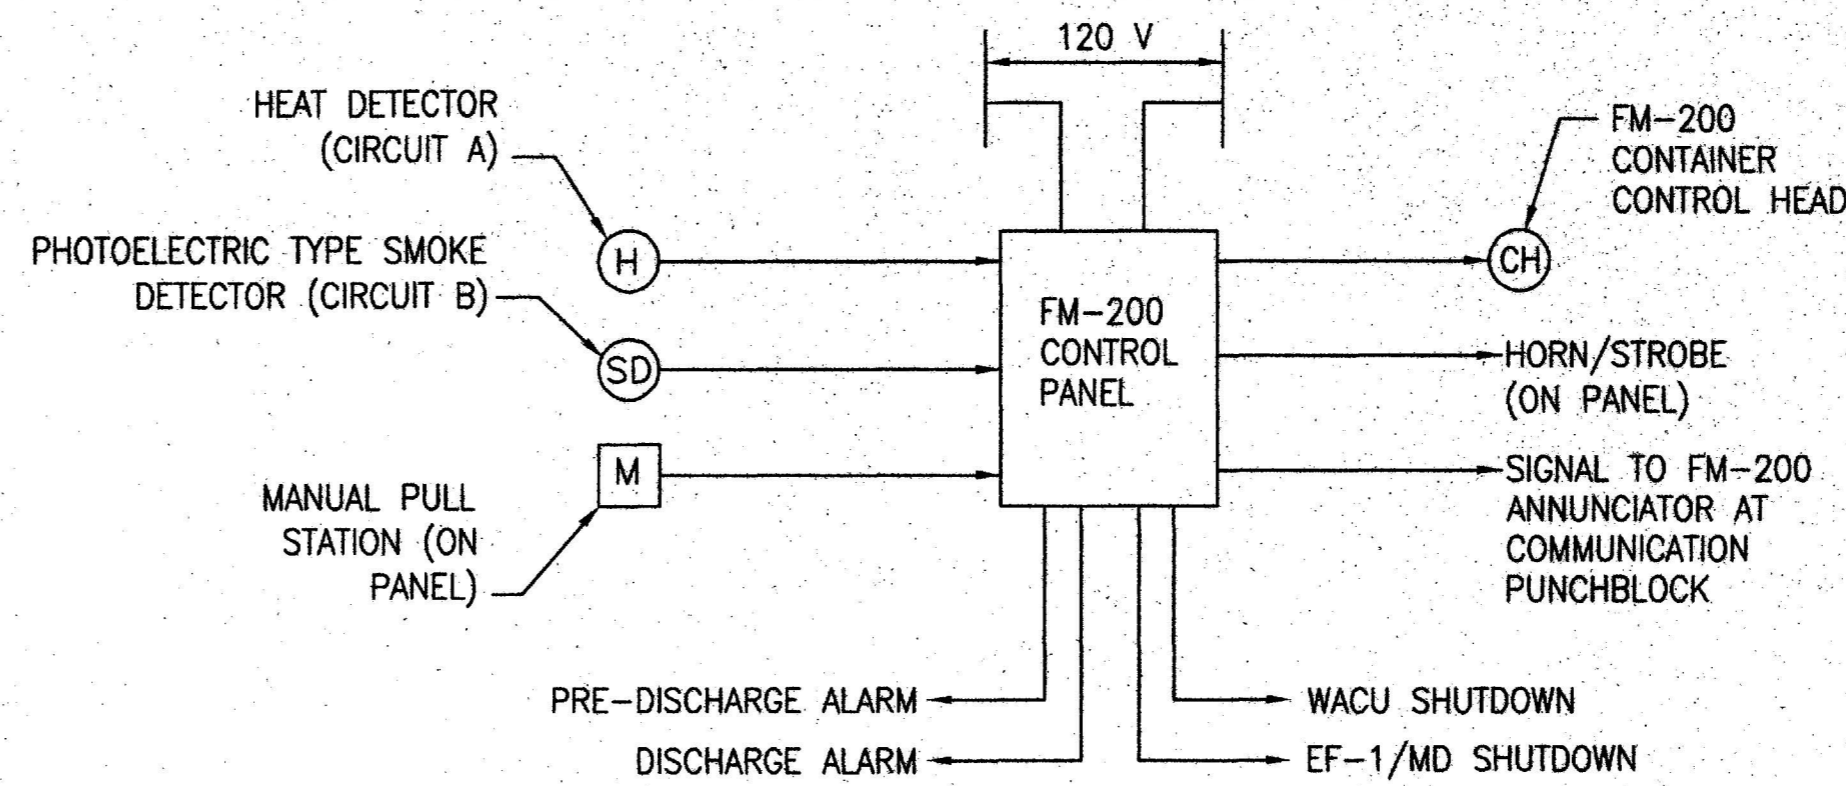 120 V
HEAT DETECTOR
(CIRCUIT A)
PHOTOELECTRIC TYPE SMOKE
DETECTOR (CIRCUIT B)
MANUAL PULL
STATION (ON
PANEL)
H
SD
M
FM-200
CONTROL
PANEL
CH
FM-200
CONTAINER
CONTROL HEAD
HORN/STROBE
(ON PANEL)
SIGNAL TO FM-200
ANNUNCIATOR AT
COMMUNICATION
PUNCHBLOCK
PRE-DISCHARGE ALARM
DISCHARGE ALARM
WACU SHUTDOWN
EF-1/MD SHUTDOWN